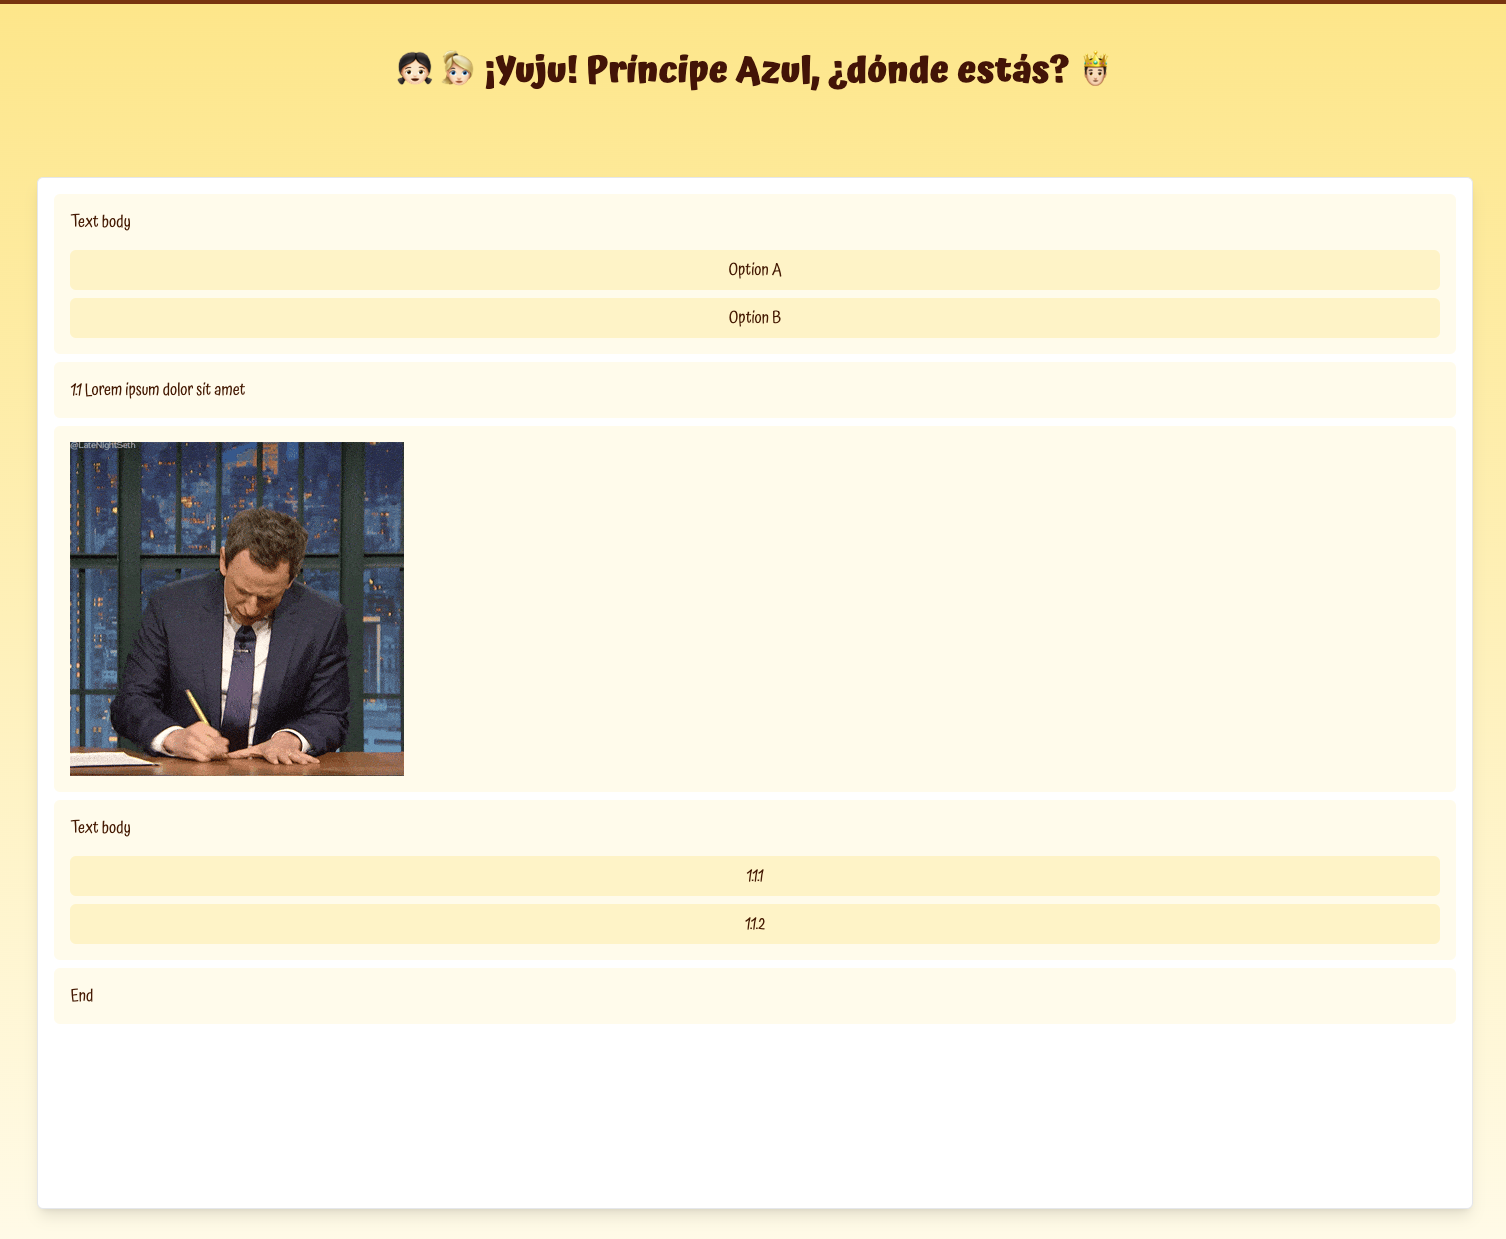 ¡Yuju! Príncipe Azul, ¿dónde estás?
Text body
Option A
Option B
1.1 Lorem ipsum dolor sit amet
@LateNightSeth
Text body
1.1.1
1.1.2
End